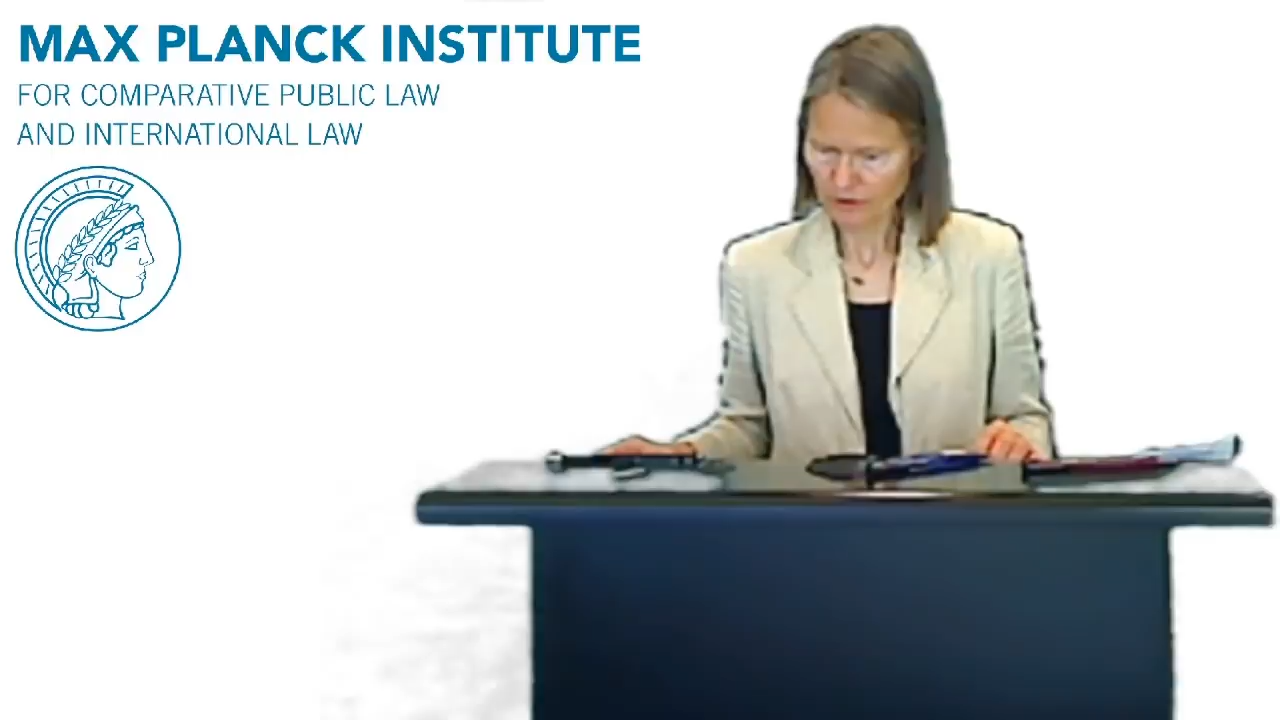 MAX PLANCK INSTITUTE
FOR COMPARATIVE PUBLIC LAW
AND INTERNATIONAL LAW